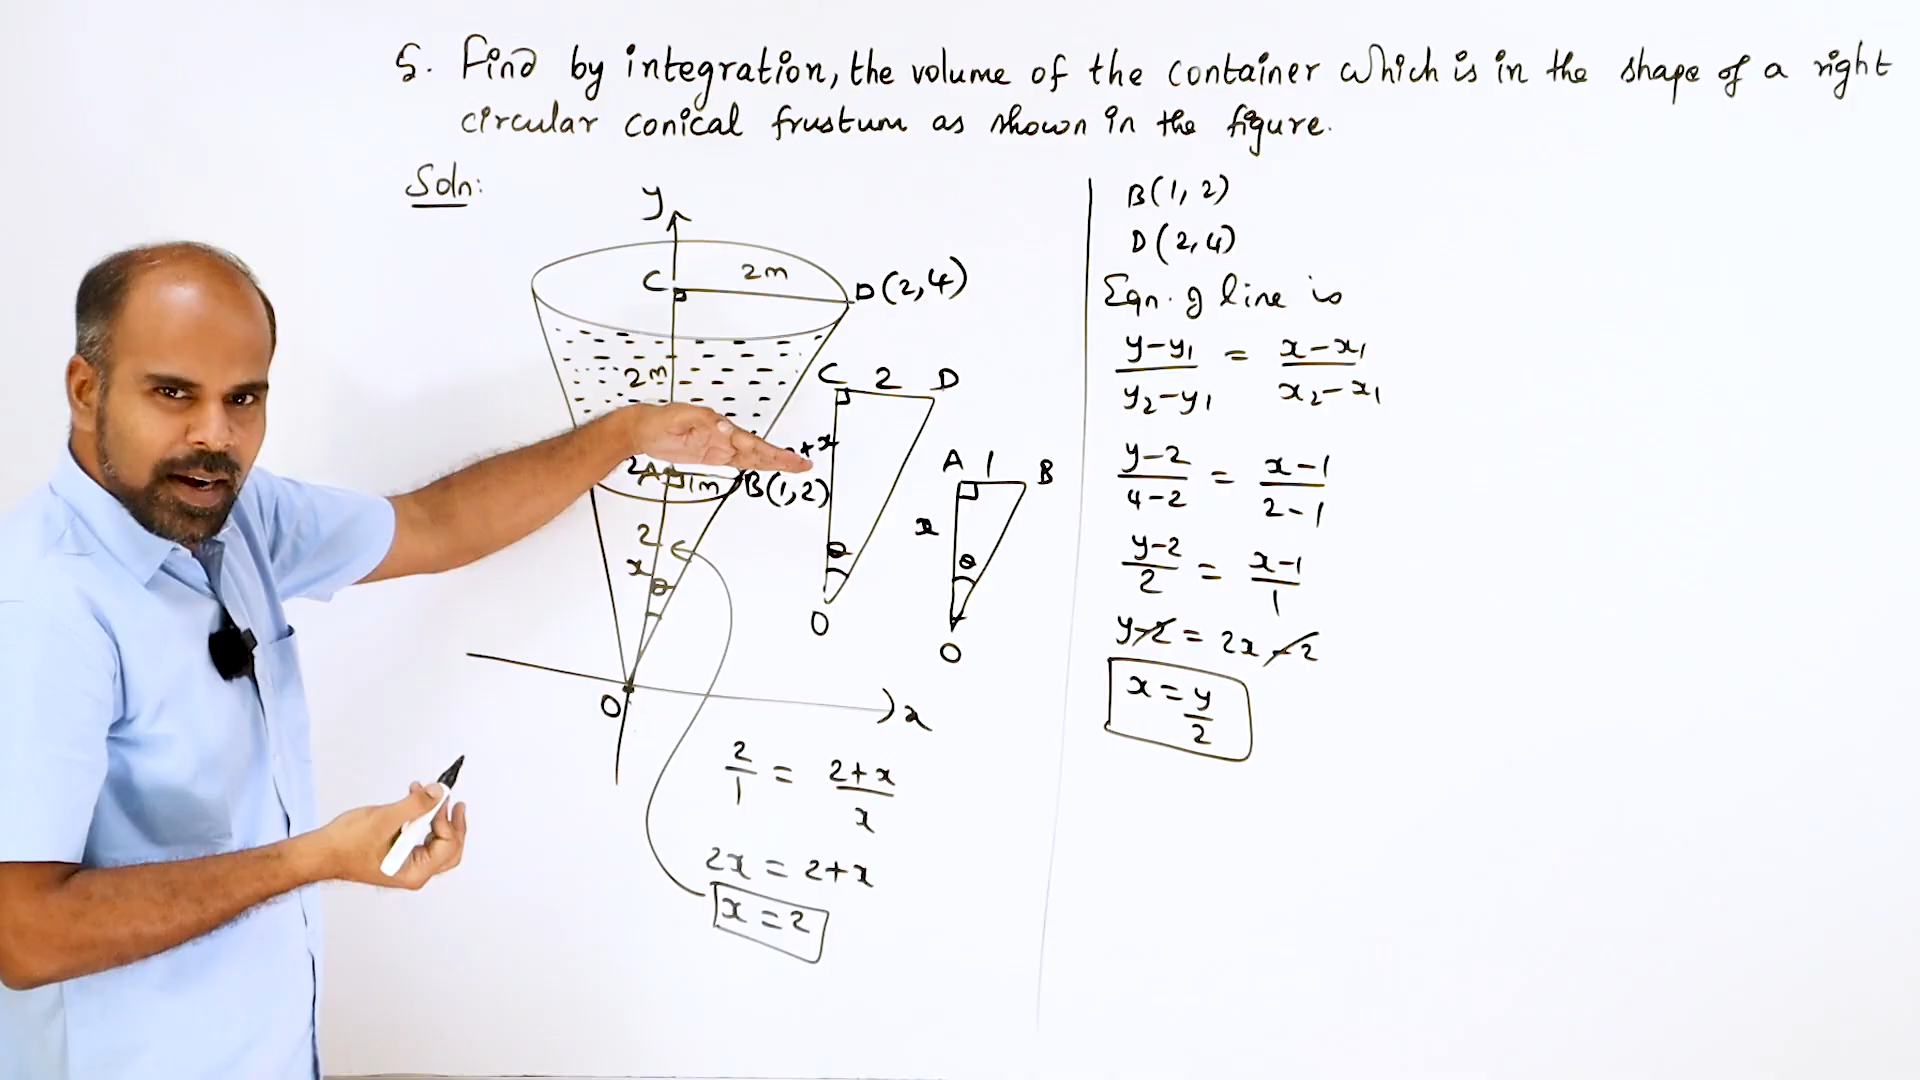 5. Find by integration, the volume of the container which is in the shape of a right
circular conical frustum as shown in the figure.
Soln:
y
C 2m D(2,4)
2m
2 A 1m B(1,2)
2
x
θ
O
x
C 2 D
+x
θ
O
A 1 B
x
θ
O
2/1 = (2+x)/x
2x = 2+x
x = 2
B(1, 2)
D(2,4)
Eqn. of line is
(y-y₁)/(y₂-y₁) = (x-x₁)/(x₂-x₁)
(y-2)/(4-2) = (x-1)/(2-1)
(y-2)/2 = (x-1)/1
y-2 = 2x-2
x = y/2